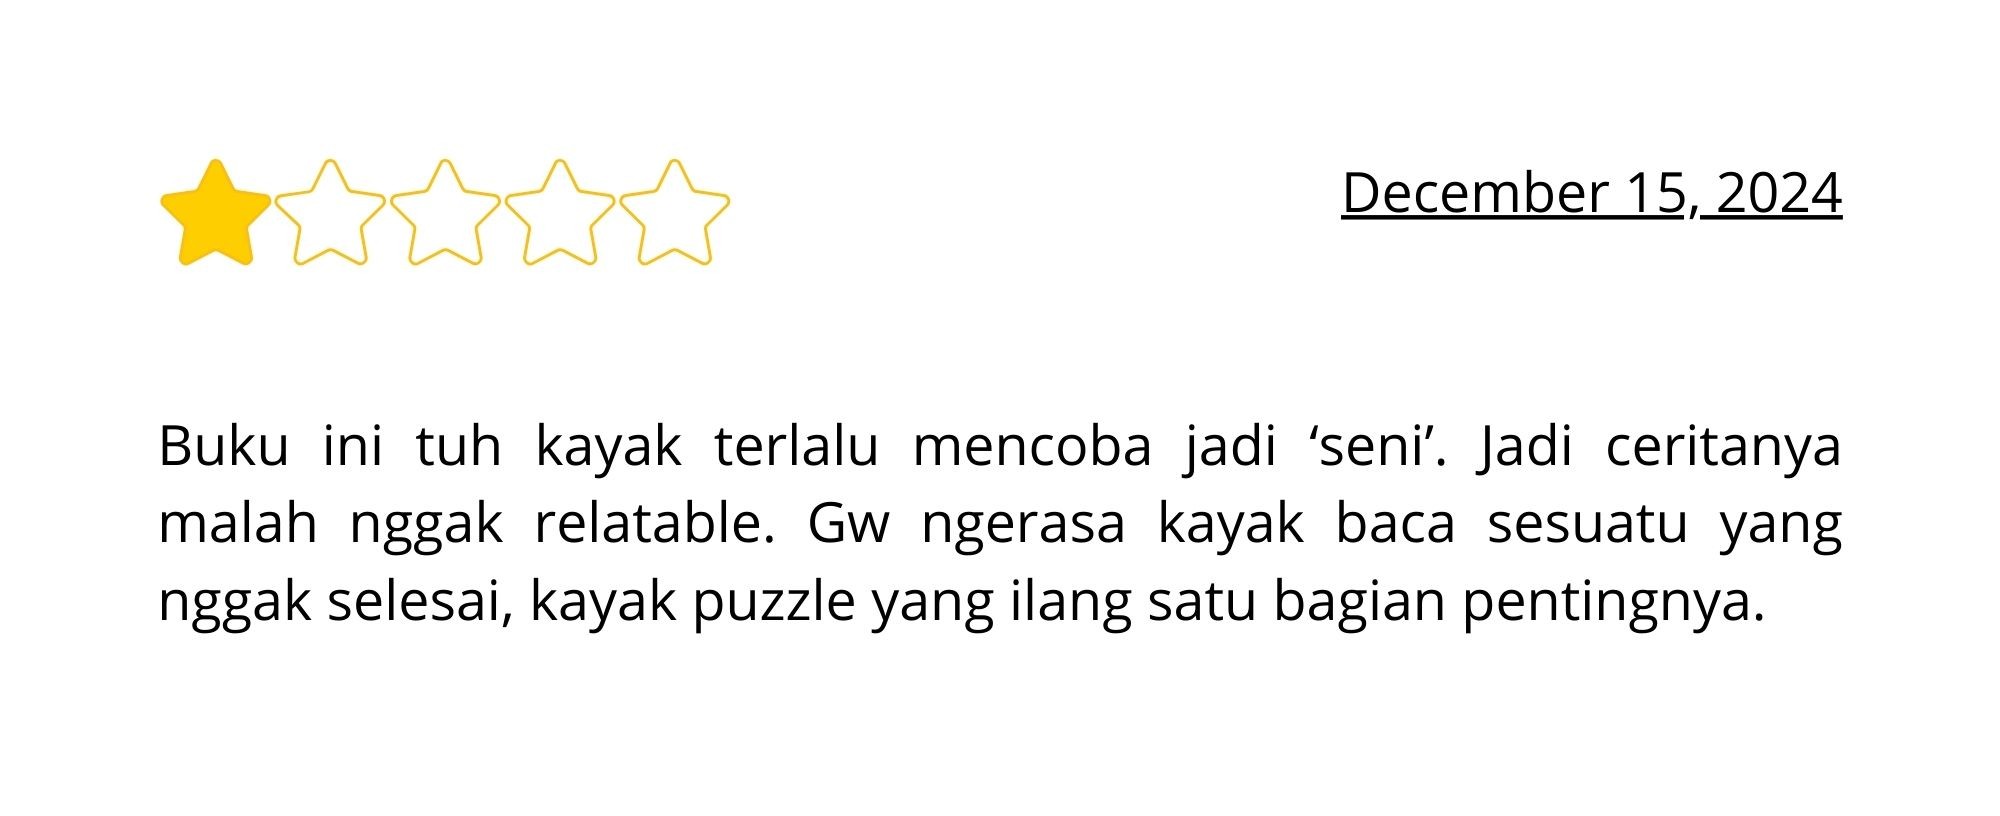 December 15, 2024
Buku ini tuh kayak terlalu mencoba jadi ‘seni’. Jadi ceritanya
malah nggak relatable. Gw ngerasa kayak baca sesuatu yang
nggak selesai, kayak puzzle yang ilang satu bagian pentingnya.